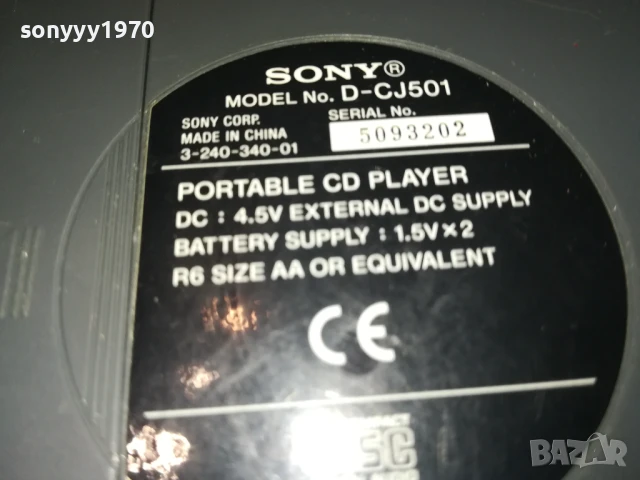 sonyyy1970
SONY®
MODEL No. D-CJ501
SONY CORP. SERIAL No.
MADE IN CHINA 5093202
3-240-340-01
PORTABLE CD PLAYER
DC : 4.5V EXTERNAL DC SUPPLY
BATTERY SUPPLY : 1.5V×2
R6 SIZE AA OR EQUIVALENT
CE
BAZAR